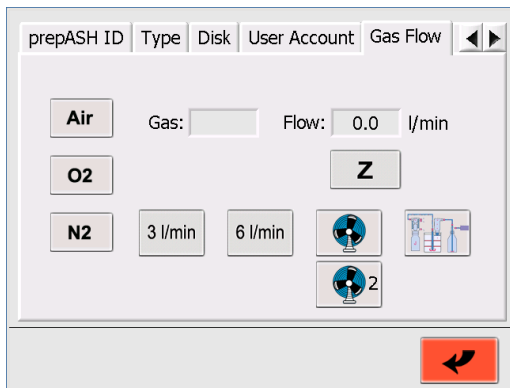 prepASH ID Type Disk User Account Gas Flow
Air Gas: Flow: 0.0 l/min
O2 Z
N2 3 l/min 6 l/min
2